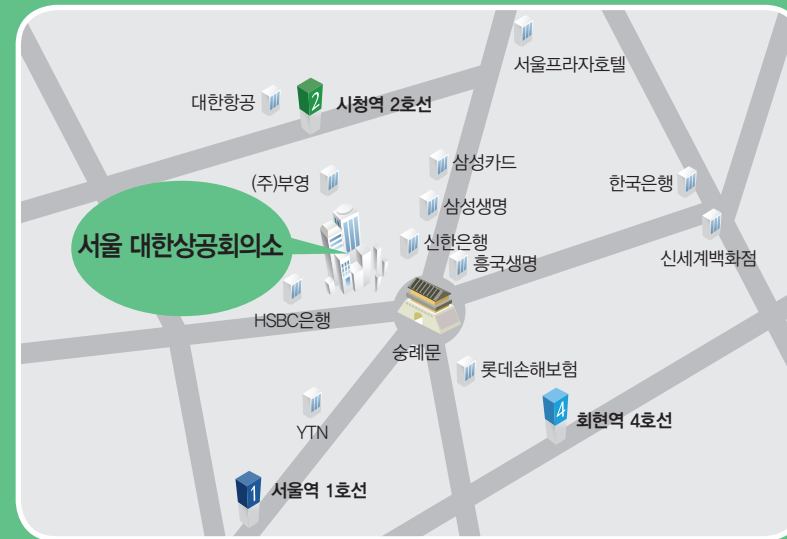 서울프라자호텔
대한항공
2
시청역 2호선
삼성카드
(주)부영
한국은행
삼성생명
서울 대한상공회의소
신한은행
신세계백화점
흥국생명
HSBC은행
숭례문
롯데손해보험
4
회현역 4호선
YTN
1
서울역 1호선